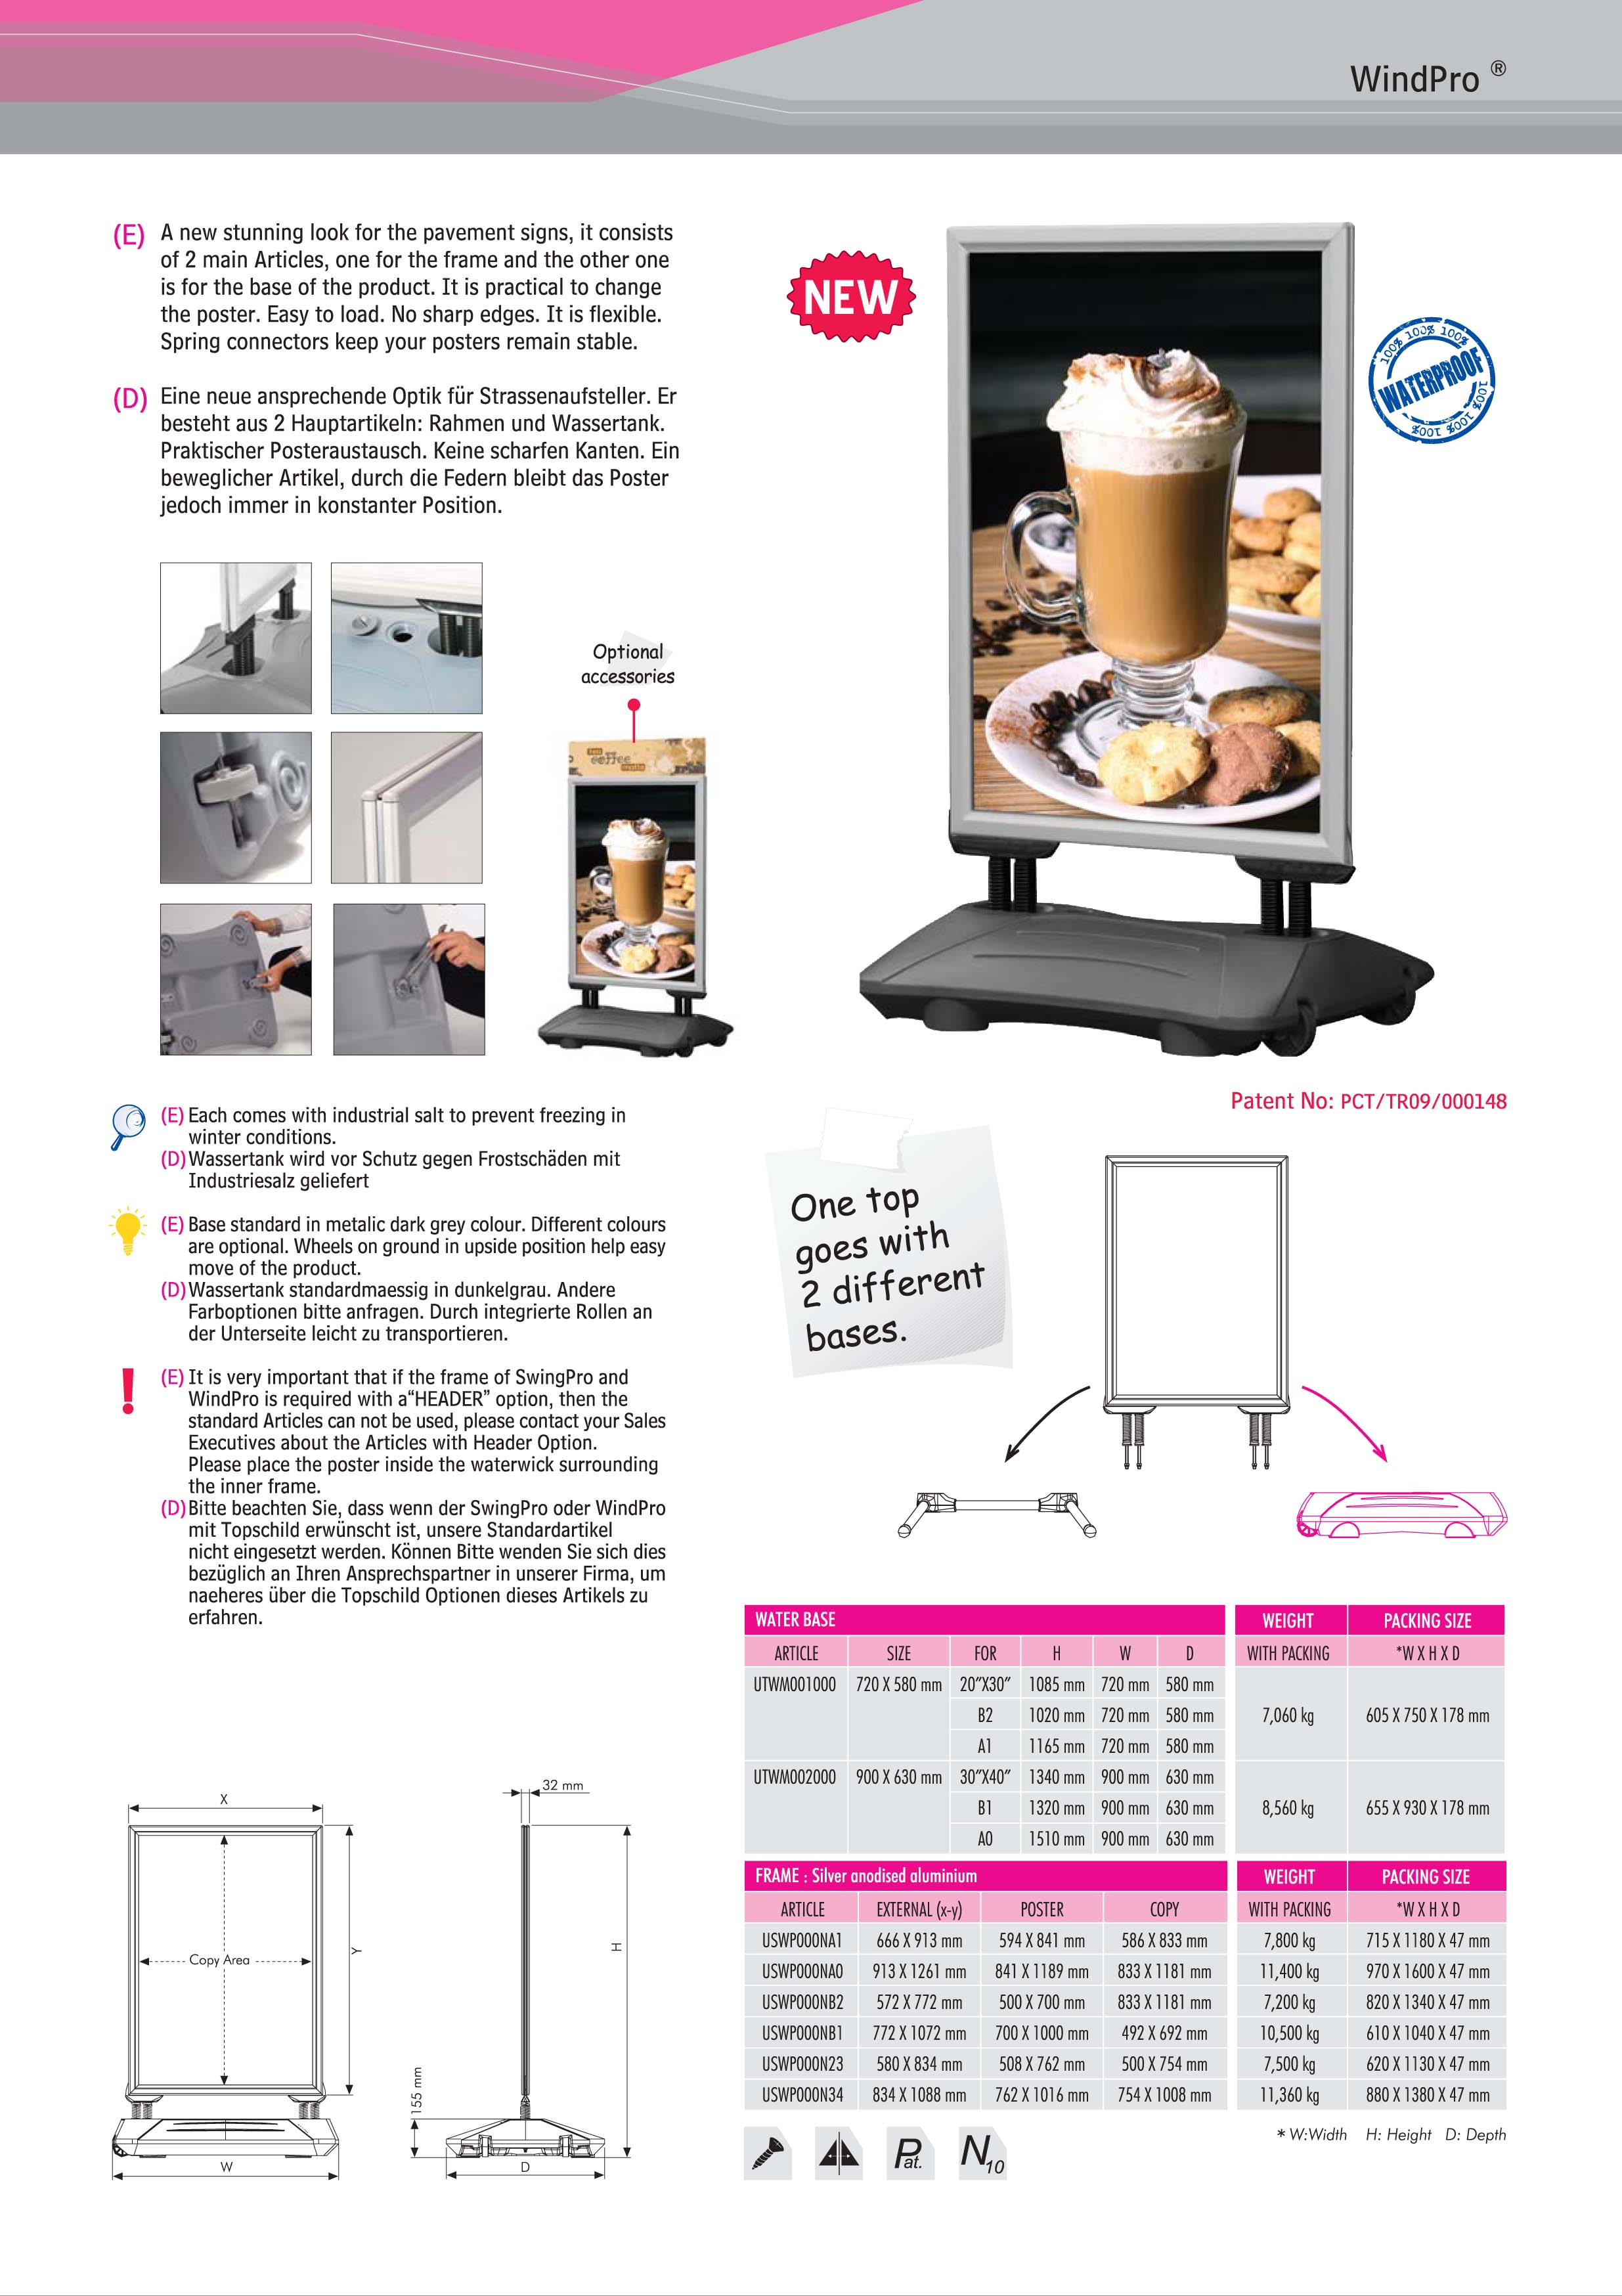 WindPro ®
(E) A new stunning look for the pavement signs, it consists
of 2 main Articles, one for the frame and the other one
is for the base of the product. It is practical to change
the poster. Easy to load. No sharp edges. It is flexible.
Spring connectors keep your posters remain stable.
(D) Eine neue ansprechende Optik für Strassenaufsteller. Er
besteht aus 2 Hauptartikeln: Rahmen und Wassertank.
Praktischer Posteraustausch. Keine scharfen Kanten. Ein
beweglicher Artikel, durch die Federn bleibt das Poster
jedoch immer in konstanter Position.
NEW
100% 100% 100%
WATERPROOF
100% 100% 100%
Optional
accessories
coffee
Patent No: PCT/TR09/000148
(E) Each comes with industrial salt to prevent freezing in
winter conditions.
(D) Wassertank wird vor Schutz gegen Frostschäden mit
Industriesalz geliefert
(E) Base standard in metalic dark grey colour. Different colours
are optional. Wheels on ground in upside position help easy
move of the product.
(D) Wassertank standardmaessig in dunkelgrau. Andere
Farboptionen bitte anfragen. Durch integrierte Rollen an
der Unterseite leicht zu transportieren.
! (E) It is very important that if the frame of SwingPro and
WindPro is required with a“HEADER” option, then the
standard Articles can not be used, please contact your Sales
Executives about the Articles with Header Option.
Please place the poster inside the waterwick surrounding
the inner frame.
(D) Bitte beachten Sie, dass wenn der SwingPro oder WindPro
mit Topschild erwünscht ist, unsere Standardartikel
nicht eingesetzt werden. Können Bitte wenden Sie sich dies
bezüglich an Ihren Ansprechspartner in unserer Firma, um
naeheres über die Topschild Optionen dieses Artikels zu
erfahren.
One top
goes with
2 different
bases.
WATER BASE WEIGHT PACKING SIZE
ARTICLE SIZE FOR H W D WITH PACKING *W X H X D
UTWM001000 720 X 580 mm 20”X30” 1085 mm 720 mm 580 mm
B2 1020 mm 720 mm 580 mm 7,060 kg 605 X 750 X 178 mm
A1 1165 mm 720 mm 580 mm
UTWM002000 900 X 630 mm 30”X40” 1340 mm 900 mm 630 mm
B1 1320 mm 900 mm 630 mm 8,560 kg 655 X 930 X 178 mm
A0 1510 mm 900 mm 630 mm
FRAME : Silver anodised aluminium WEIGHT PACKING SIZE
ARTICLE EXTERNAL (x-y) POSTER COPY WITH PACKING *W X H X D
USWP000NA1 666 X 913 mm 594 X 841 mm 586 X 833 mm 7,800 kg 715 X 1180 X 47 mm
USWP000NA0 913 X 1261 mm 841 X 1189 mm 833 X 1181 mm 11,400 kg 970 X 1600 X 47 mm
USWP000NB2 572 X 772 mm 500 X 700 mm 833 X 1181 mm 7,200 kg 820 X 1340 X 47 mm
USWP000NB1 772 X 1072 mm 700 X 1000 mm 492 X 692 mm 10,500 kg 610 X 1040 X 47 mm
USWP000N23 580 X 834 mm 508 X 762 mm 500 X 754 mm 7,500 kg 620 X 1130 X 47 mm
USWP000N34 834 X 1088 mm 762 X 1016 mm 754 X 1008 mm 11,360 kg 880 X 1380 X 47 mm
* W:Width H: Height D: Depth
Pat.
N10
X
32 mm
Copy Area
Y
H
155 mm
W
D